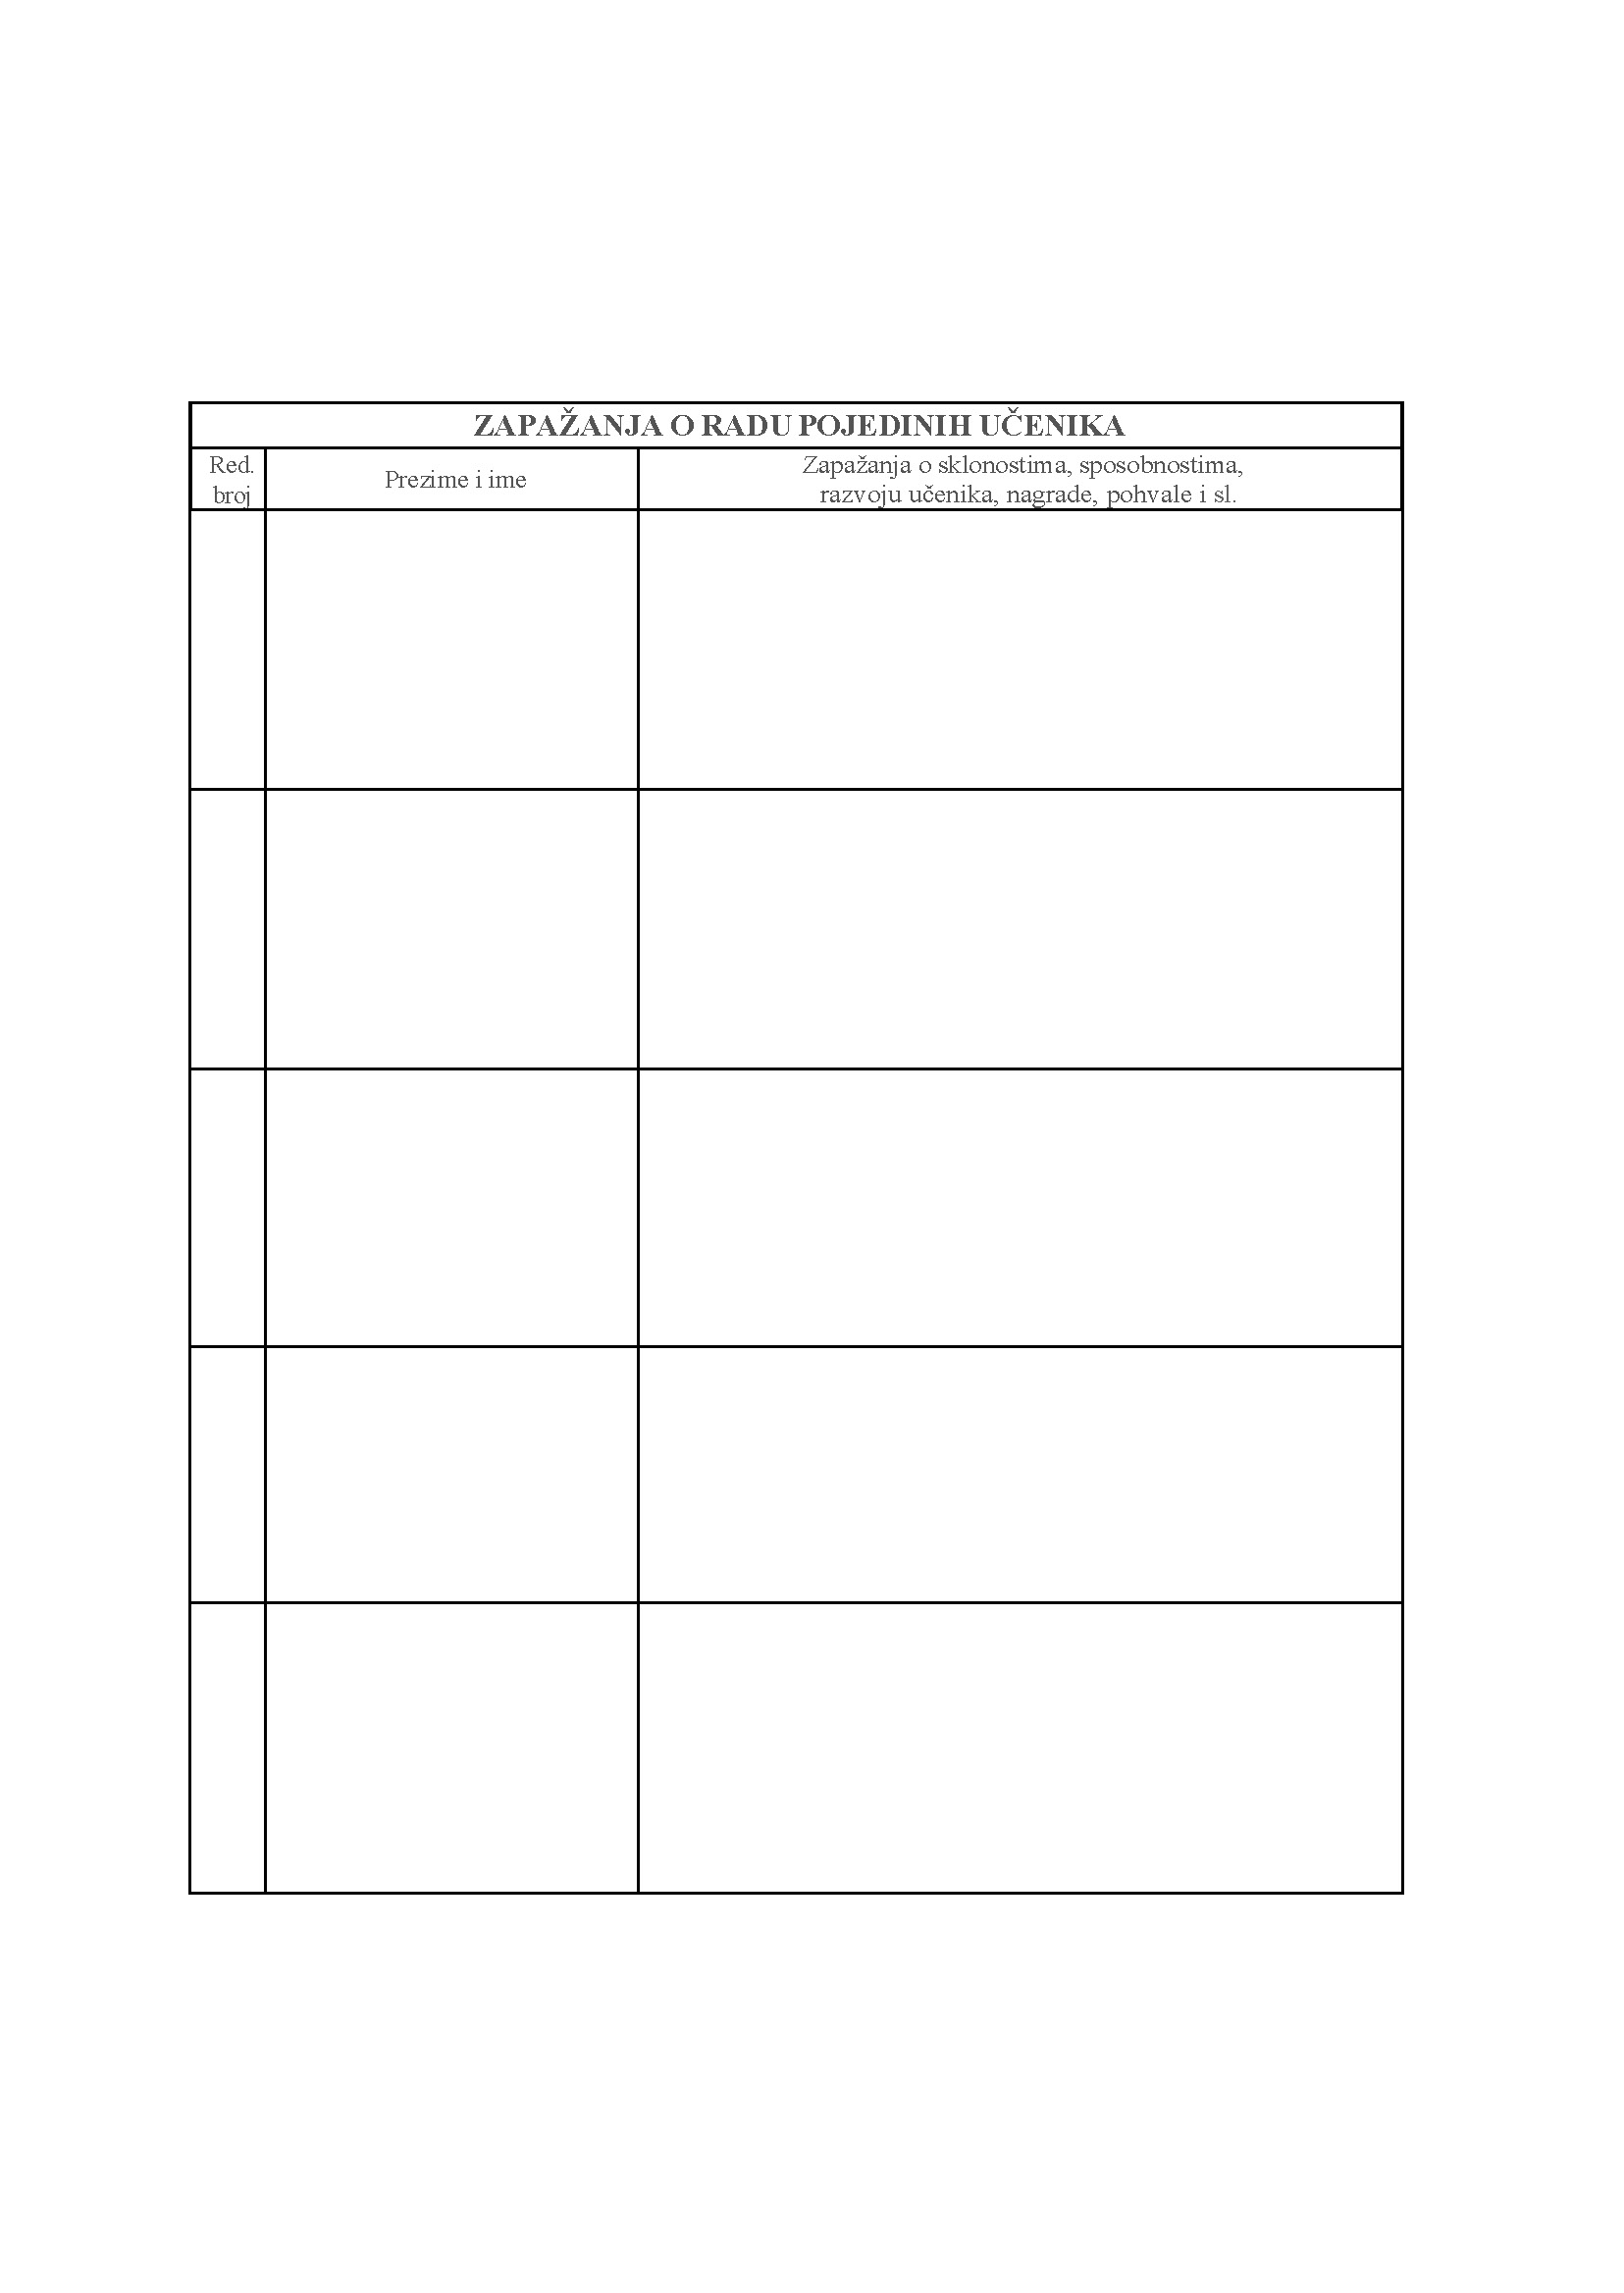 ZAPAŽANJA O RADU POJEDINIH UČENIKA
Red.
broj
Prezime i ime
Zapažanja o sklonostima, sposobnostima,
razvoju učenika, nagrade, pohvale i sl.